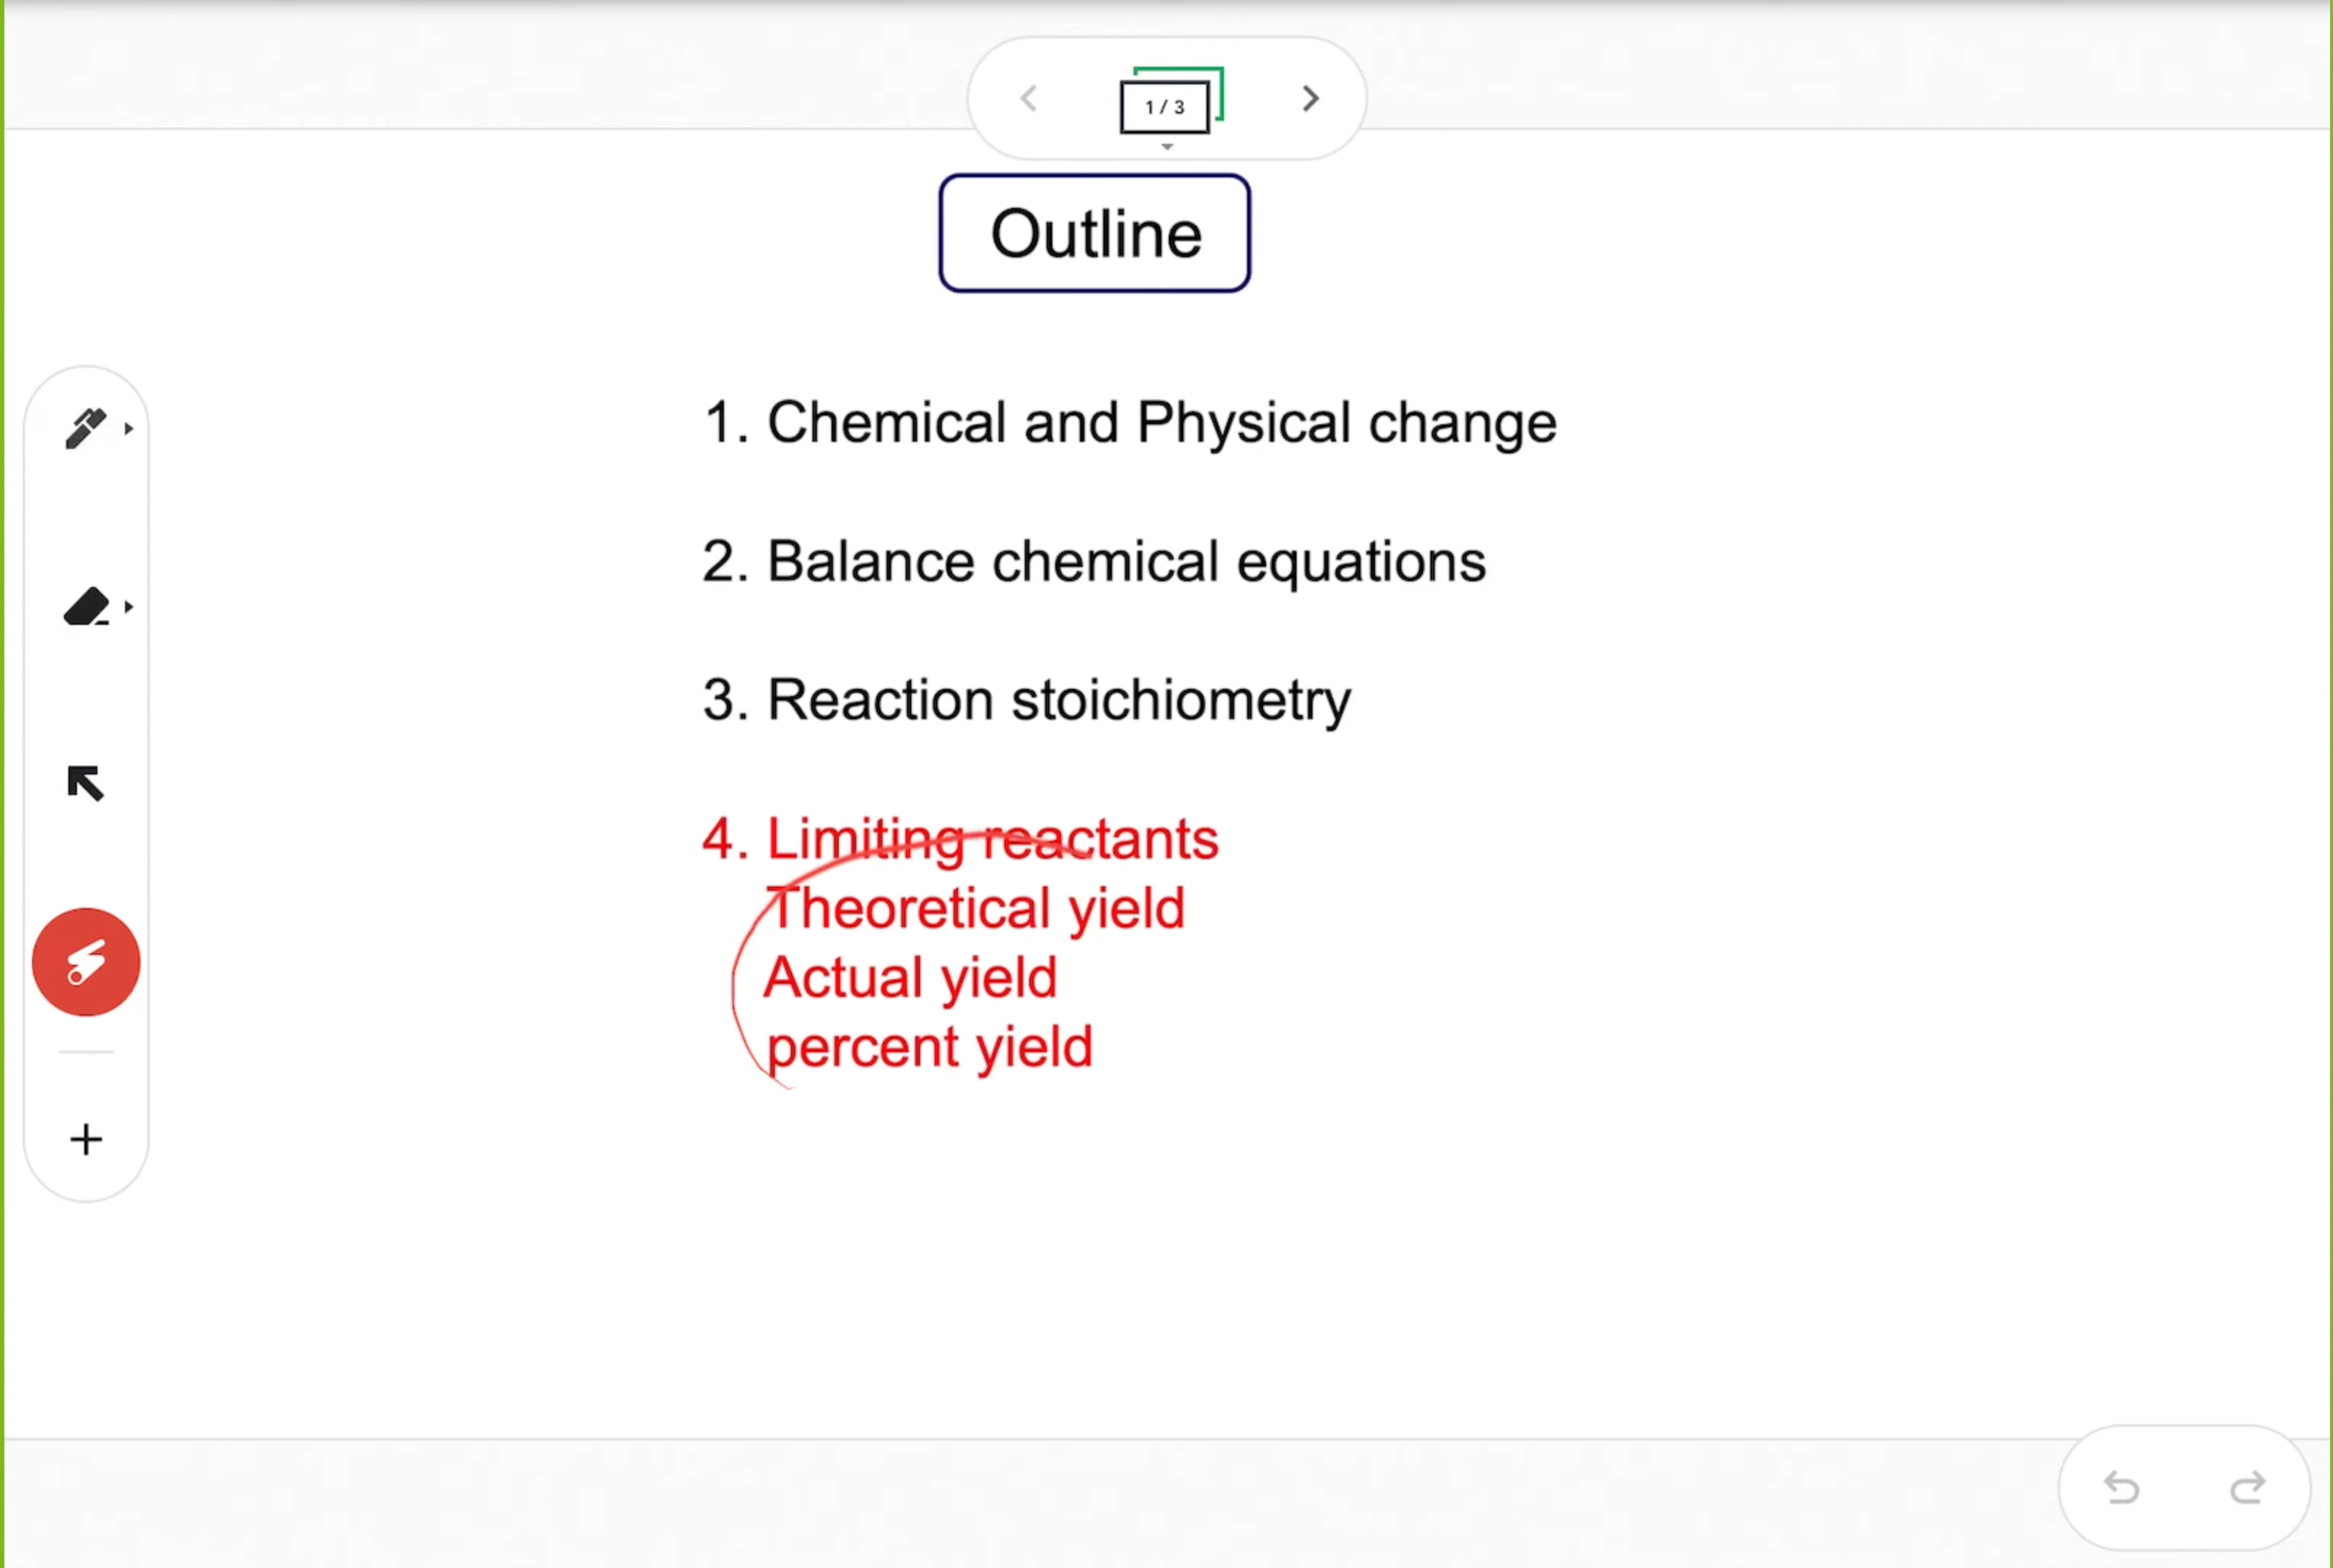 1 / 3
Outline
1. Chemical and Physical change
2. Balance chemical equations
3. Reaction stoichiometry
4. Limiting reactants
Theoretical yield
Actual yield
percent yield